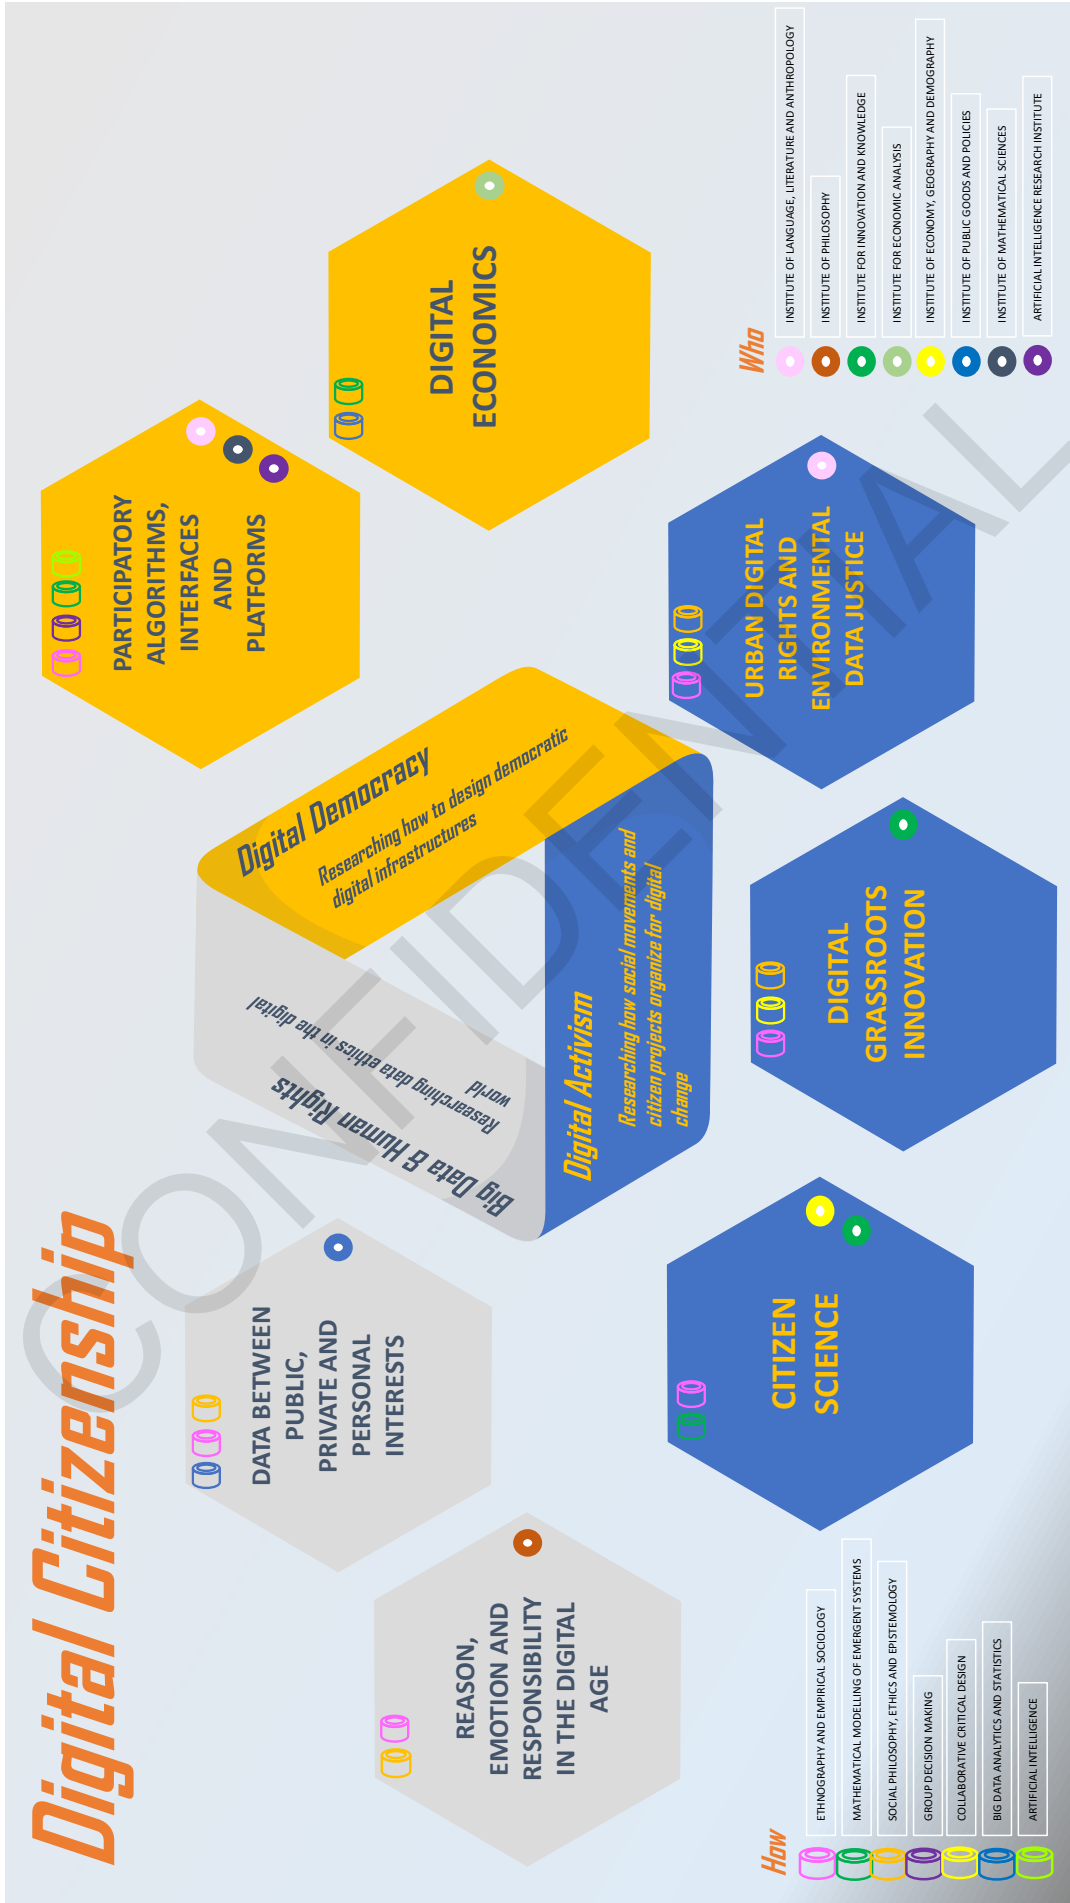 Digital Citizenship
PARTICIPATORY
ALGORITHMS,
INTERFACES
AND
PLATFORMS
DATA BETWEEN
PUBLIC,
PRIVATE AND
PERSONAL
INTERESTS
Digital Democracy
Researching how to design democratic
digital infrastructures
DIGITAL
ECONOMICS
REASON,
EMOTION AND
RESPONSIBILITY
IN THE DIGITAL
AGE
Big Data & Human Rights
Researching data ethics in the digital
world
Digital Activism
Researching how social movements and
citizen projects organize for digital
change
CITIZEN
SCIENCE
DIGITAL
GRASSROOTS
INNOVATION
URBAN DIGITAL
RIGHTS AND
ENVIRONMENTAL
DATA JUSTICE
How
ETHNOGRAPHY AND EMPIRICAL SOCIOLOGY
MATHEMATICAL MODELLING OF EMERGENT SYSTEMS
SOCIAL PHILOSOPHY, ETHICS AND EPISTEMOLOGY
GROUP DECISION MAKING
COLLABORATIVE CRITICAL DESIGN
BIG DATA ANALYTICS AND STATISTICS
ARTIFICIAL INTELLIGENCE
Who
INSTITUTE OF LANGUAGE, LITERATURE AND ANTHROPOLOGY
INSTITUTE OF PHILOSOPHY
INSTITUTE FOR INNOVATION AND KNOWLEDGE
INSTITUTE FOR ECONOMIC ANALYSIS
INSTITUTE OF ECONOMY, GEOGRAPHY AND DEMOGRAPHY
INSTITUTE OF PUBLIC GOODS AND POLICIES
INSTITUTE OF MATHEMATICAL SCIENCES
ARTIFICIAL INTELLIGENCE RESEARCH INSTITUTE
CONFIDENTIAL